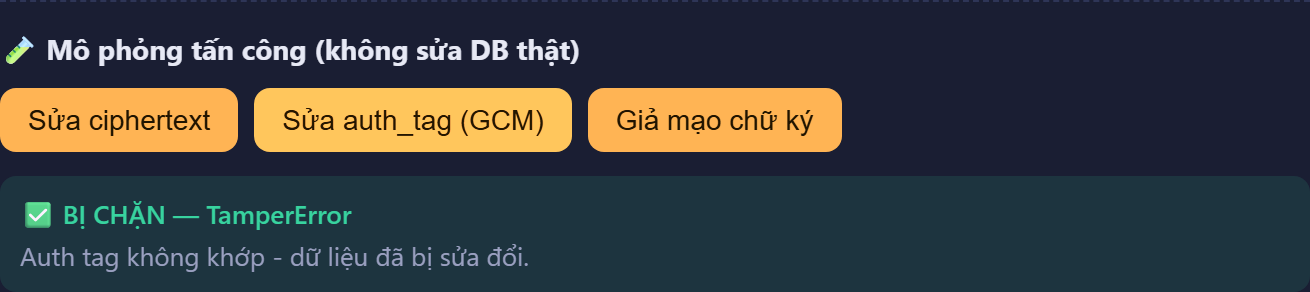 🧪 Mô phỏng tấn công (không sửa DB thật)
Sửa ciphertext Sửa auth_tag (GCM) Giả mạo chữ ký
✅ BỊ CHẶN — TamperError
Auth tag không khớp - dữ liệu đã bị sửa đổi.